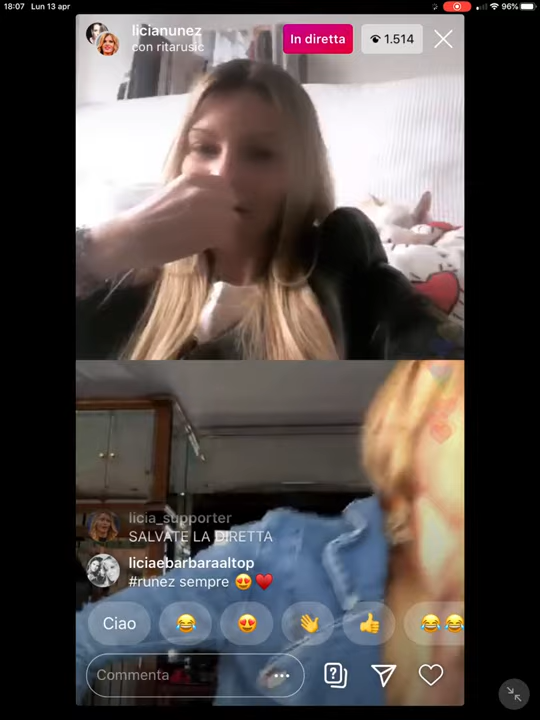 18:07 Lun 13 apr 96%
licianunez
con ritarusic
In diretta
1.514
licia_supporter
SALVATE LA DIRETTA
liciaebarbaraaltop
#runez sempre 😍❤️
Ciao
Commenta